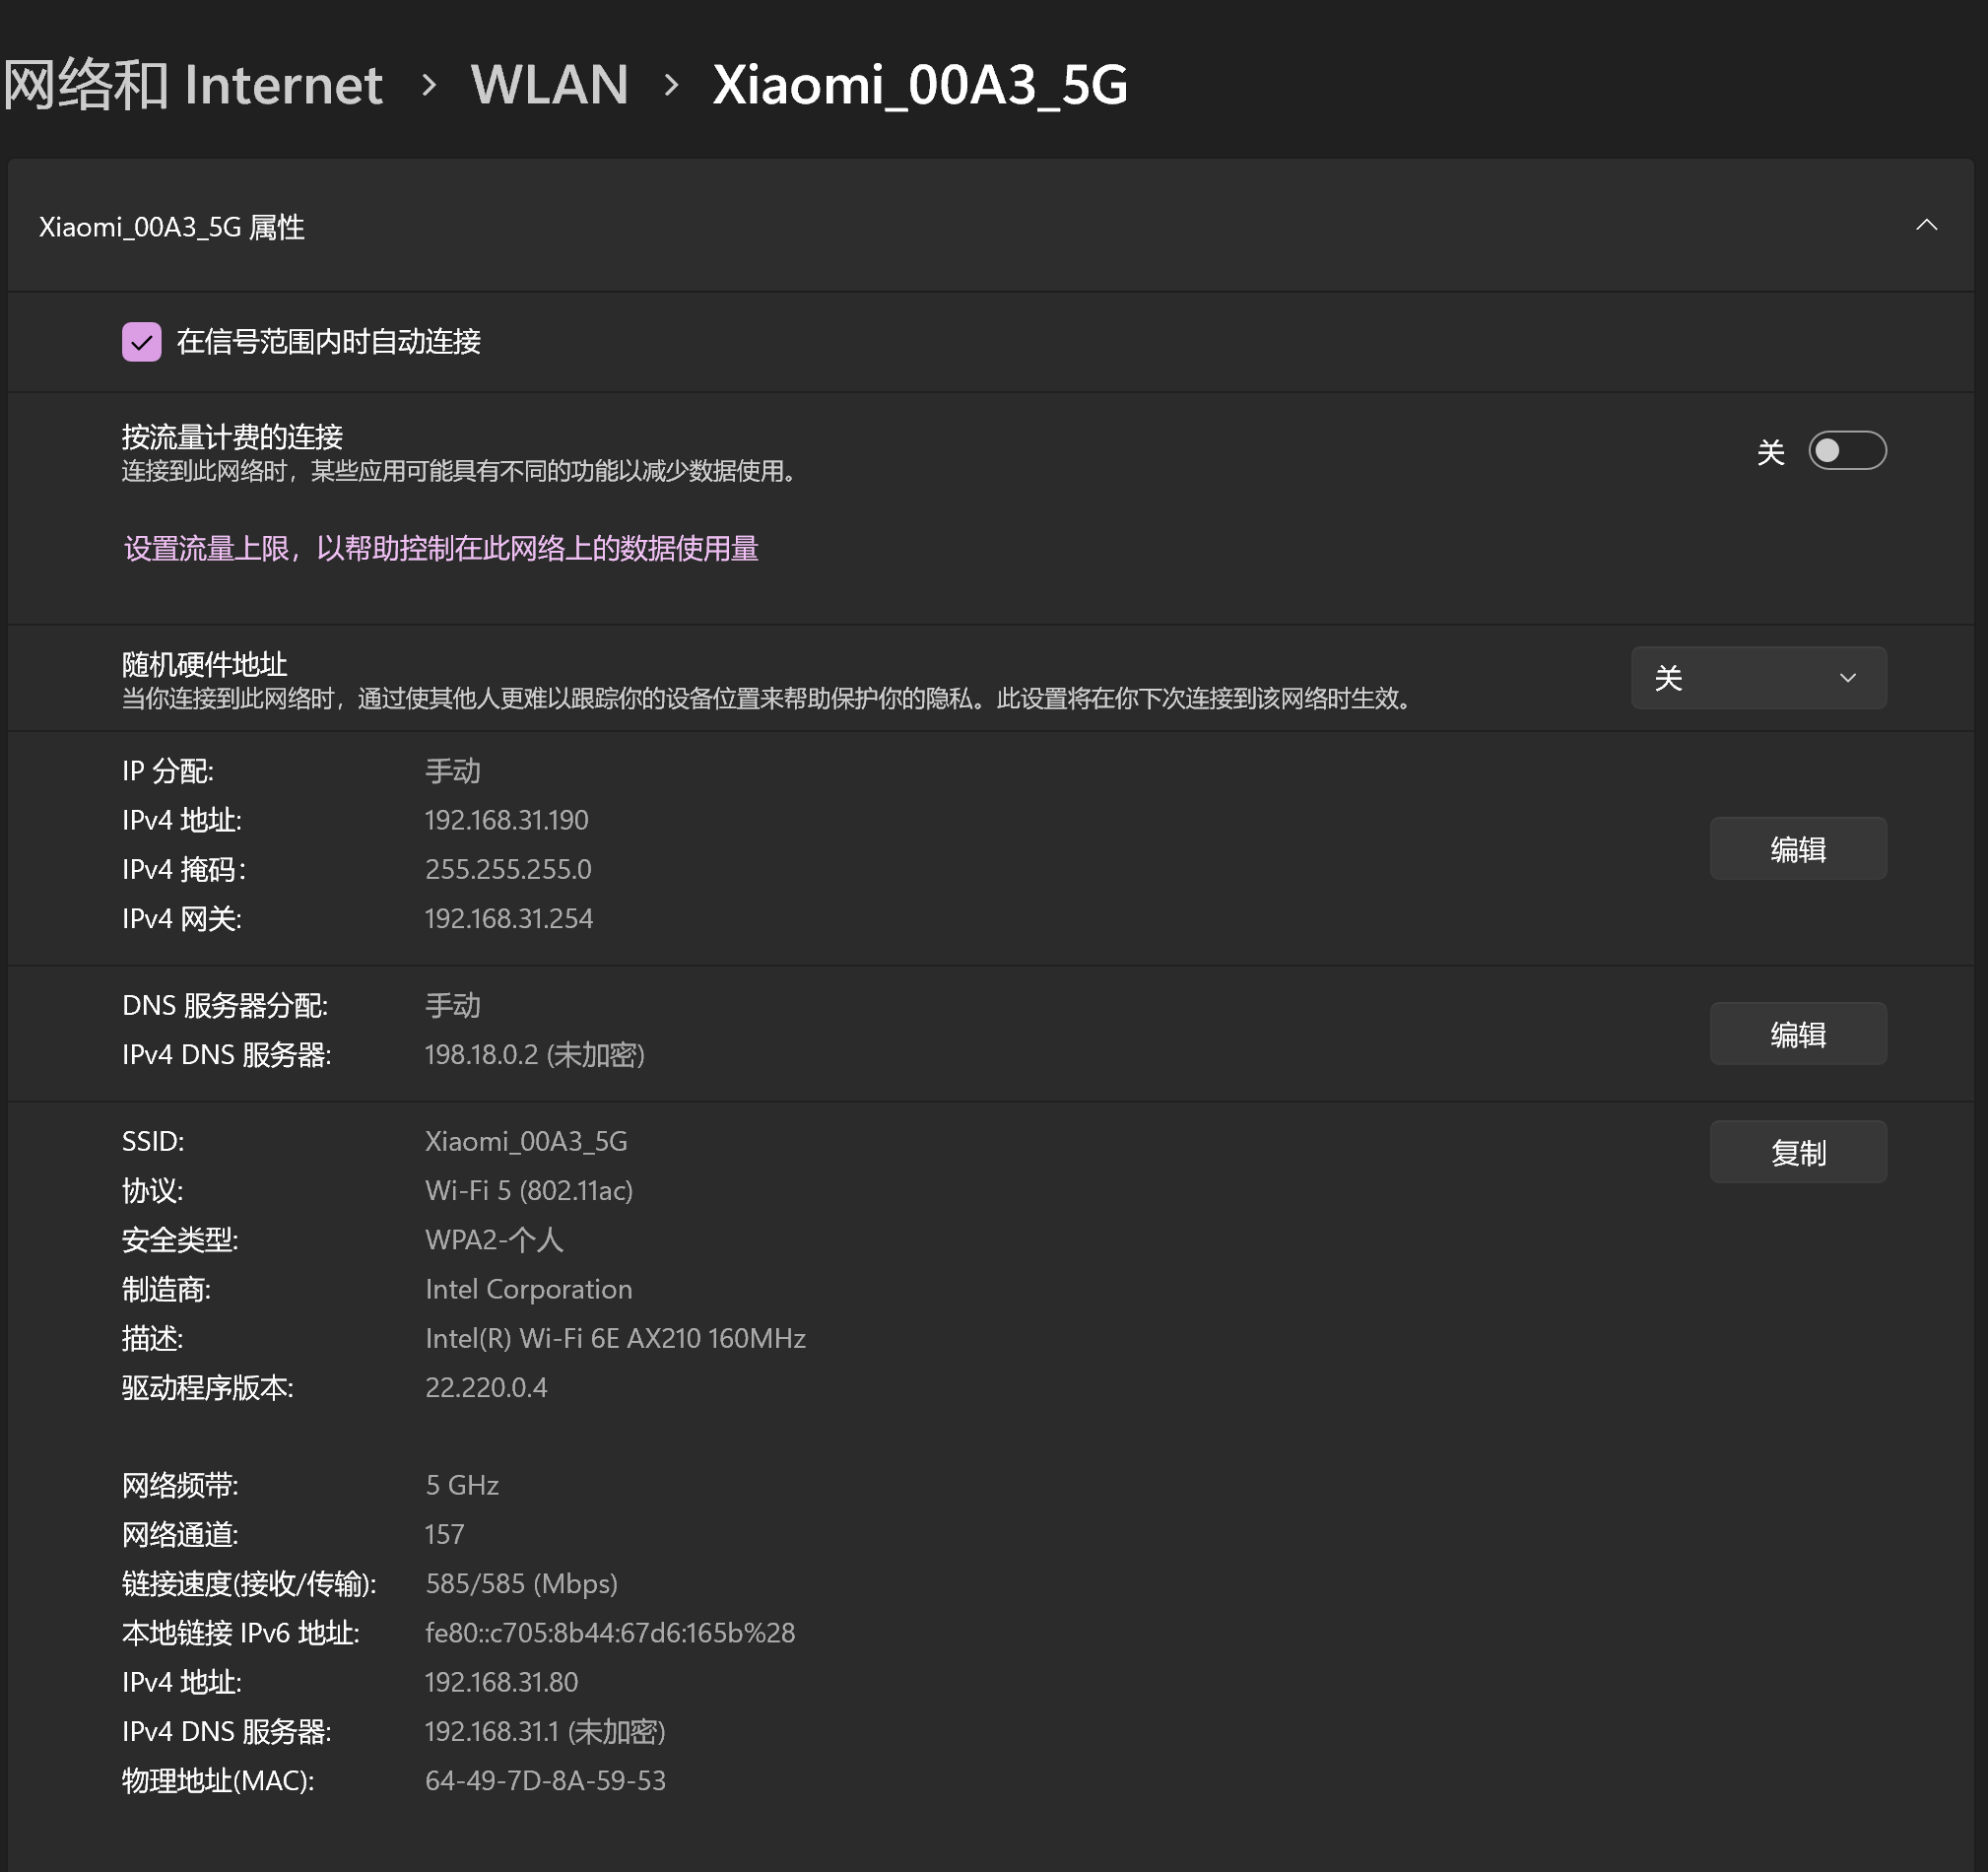 网络和 Internet › WLAN › Xiaomi_00A3_5G
Xiaomi_00A3_5G 属性
在信号范围内时自动连接
按流量计费的连接
关
连接到此网络时，某些应用可能具有不同的功能以减少数据使用。
设置流量上限，以帮助控制在此网络上的数据使用量
随机硬件地址
关
当你连接到此网络时，通过使其他人更难以跟踪你的设备位置来帮助保护你的隐私。此设置将在你下次连接到该网络时生效。
IP 分配: 手动
IPv4 地址: 192.168.31.190
编辑
IPv4 掩码: 255.255.255.0
IPv4 网关: 192.168.31.254
DNS 服务器分配: 手动
编辑
IPv4 DNS 服务器: 198.18.0.2 (未加密)
SSID: Xiaomi_00A3_5G
复制
协议: Wi-Fi 5 (802.11ac)
安全类型: WPA2-个人
制造商: Intel Corporation
描述: Intel(R) Wi-Fi 6E AX210 160MHz
驱动程序版本: 22.220.0.4
网络频带: 5 GHz
网络通道: 157
链接速度(接收/传输): 585/585 (Mbps)
本地链接 IPv6 地址: fe80::c705:8b44:67d6:165b%28
IPv4 地址: 192.168.31.80
IPv4 DNS 服务器: 192.168.31.1 (未加密)
物理地址(MAC): 64-49-7D-8A-59-53